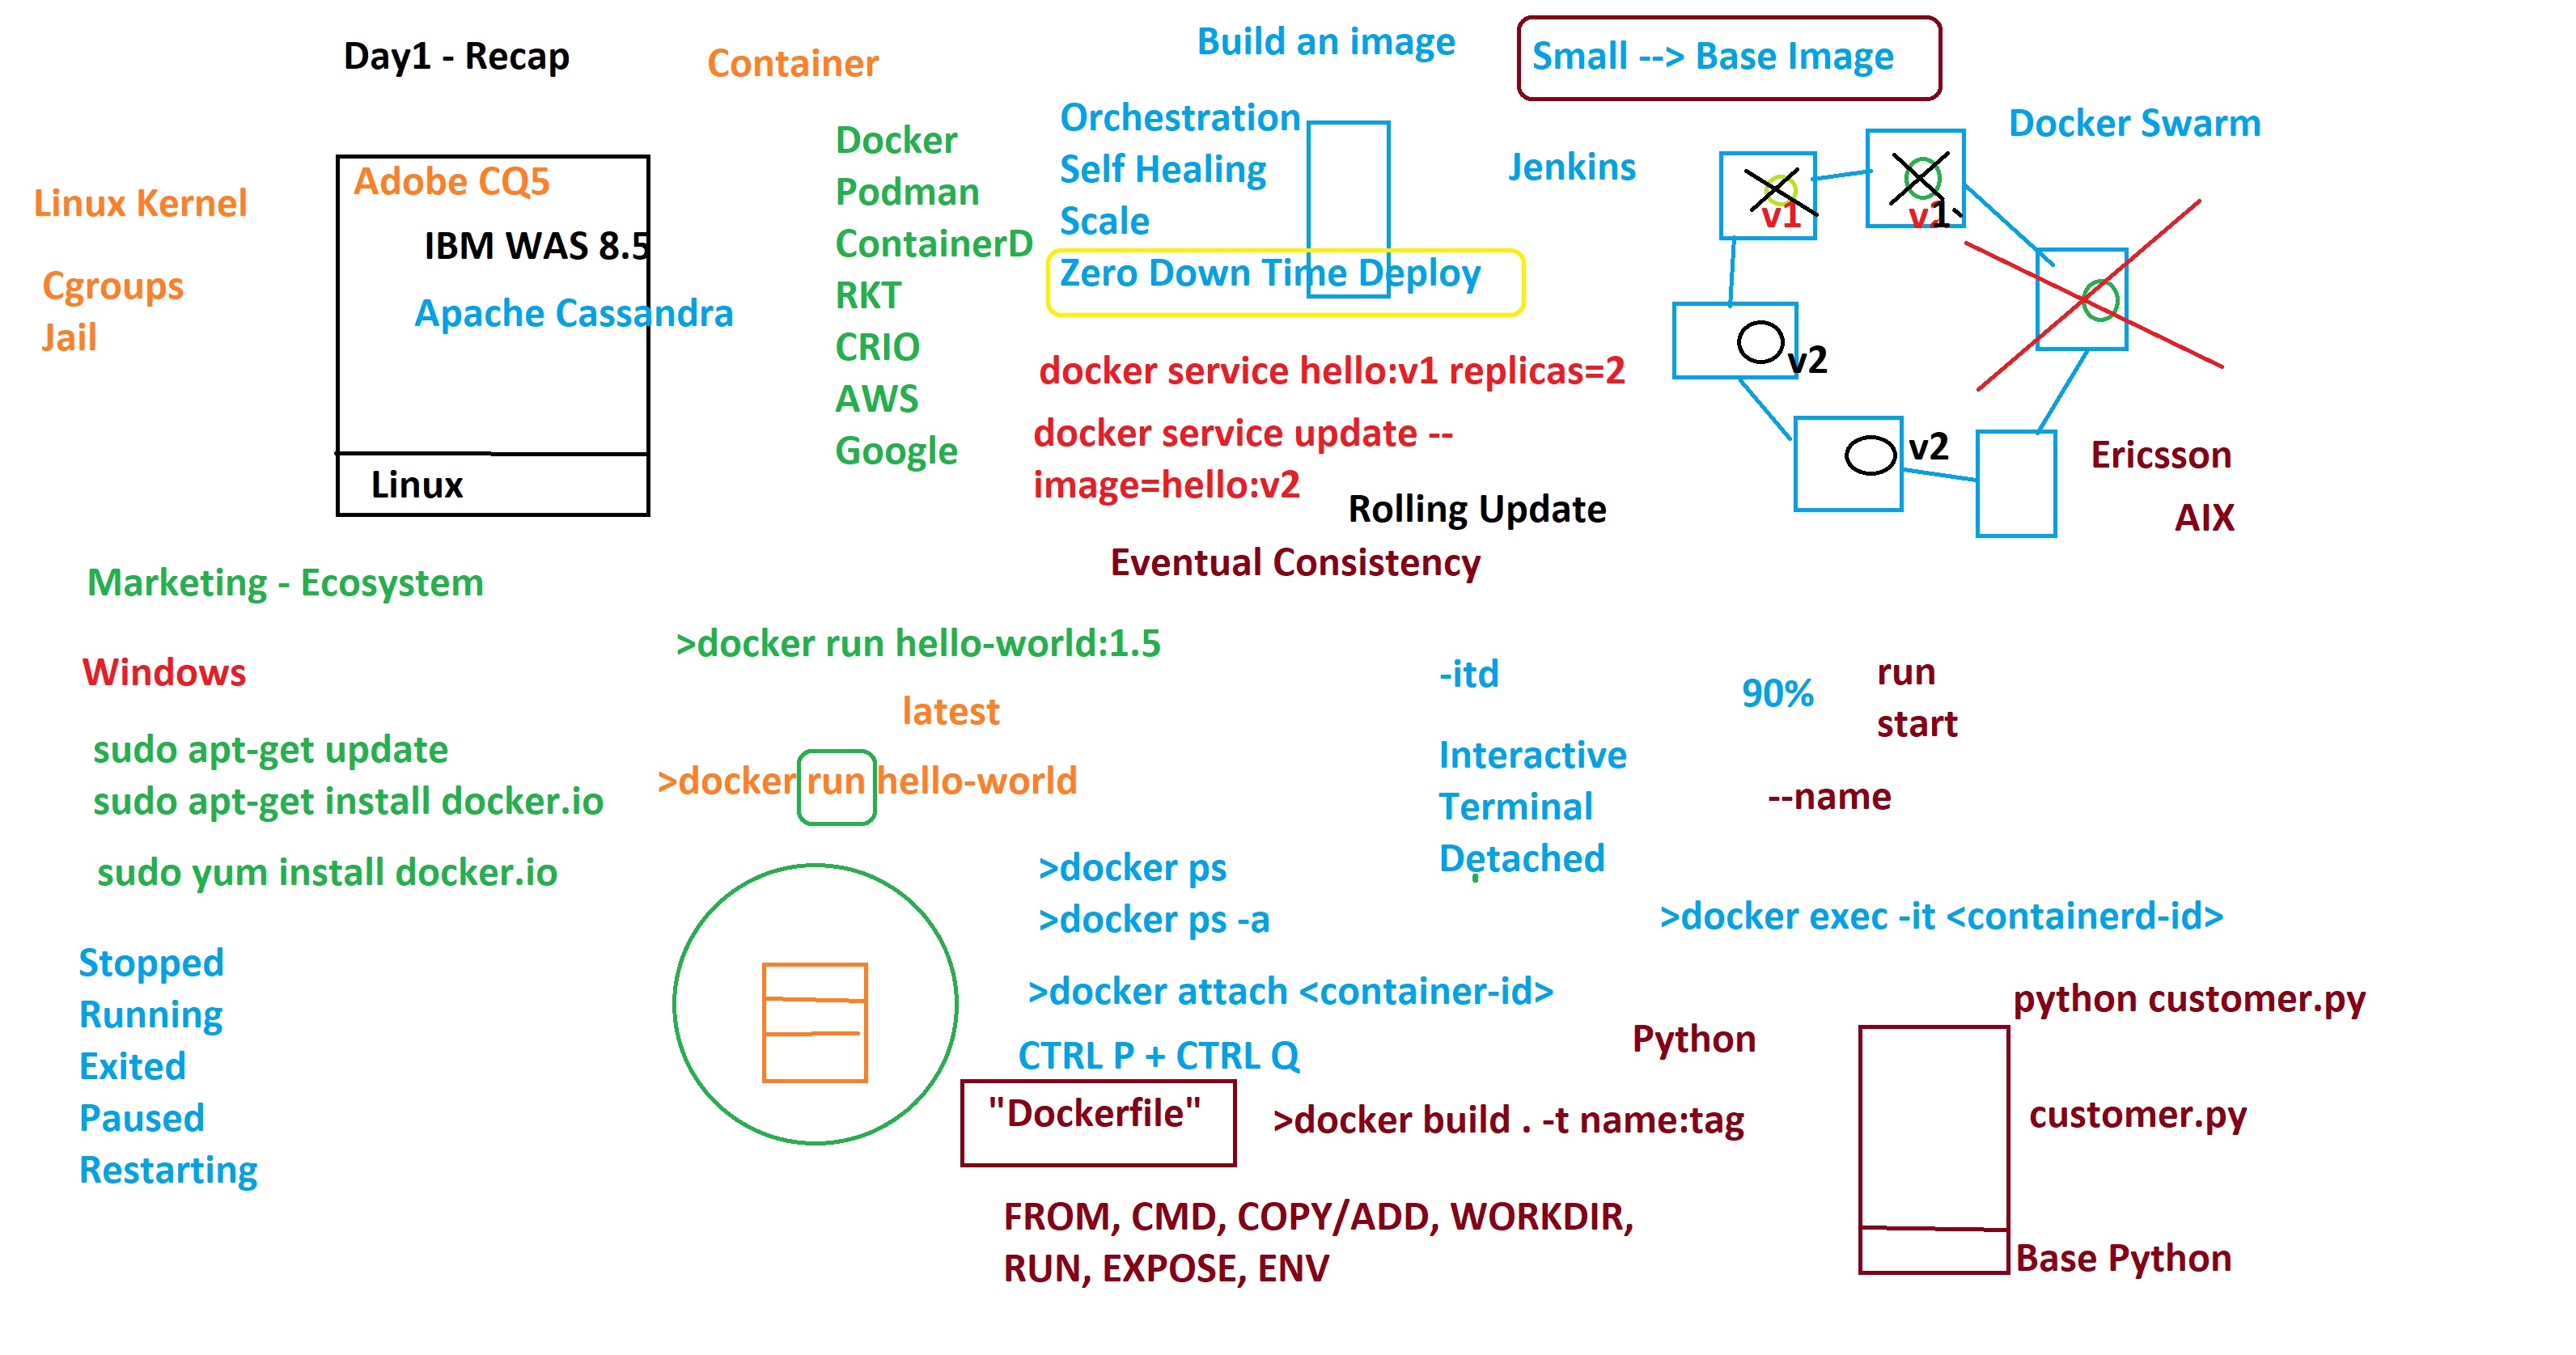 Day1 - Recap
Container
Build an image
Small --> Base Image
Linux Kernel
Cgroups
Jail
Adobe CQ5
IBM WAS 8.5
Apache Cassandra
Linux
Docker
Podman
ContainerD
RKT
CRIO
AWS
Google
Orchestration
Self Healing
Scale
Zero Down Time Deploy
Jenkins
Docker Swarm
v1
v1
v2
v2
docker service hello:v1 replicas=2
docker service update --
image=hello:v2
Rolling Update
Eventual Consistency
Ericsson
AIX
Marketing - Ecosystem
Windows
sudo apt-get update
sudo apt-get install docker.io
sudo yum install docker.io
Stopped
Running
Exited
Paused
Restarting
>docker run hello-world:1.5
latest
>docker run hello-world
>docker ps
>docker ps -a
>docker attach <container-id>
CTRL P + CTRL Q
"Dockerfile"
>docker build . -t name:tag
FROM, CMD, COPY/ADD, WORKDIR,
RUN, EXPOSE, ENV
-itd
Interactive
Terminal
Detached
90%
run
start
--name
>docker exec -it <containerd-id>
Python
python customer.py
customer.py
Base Python